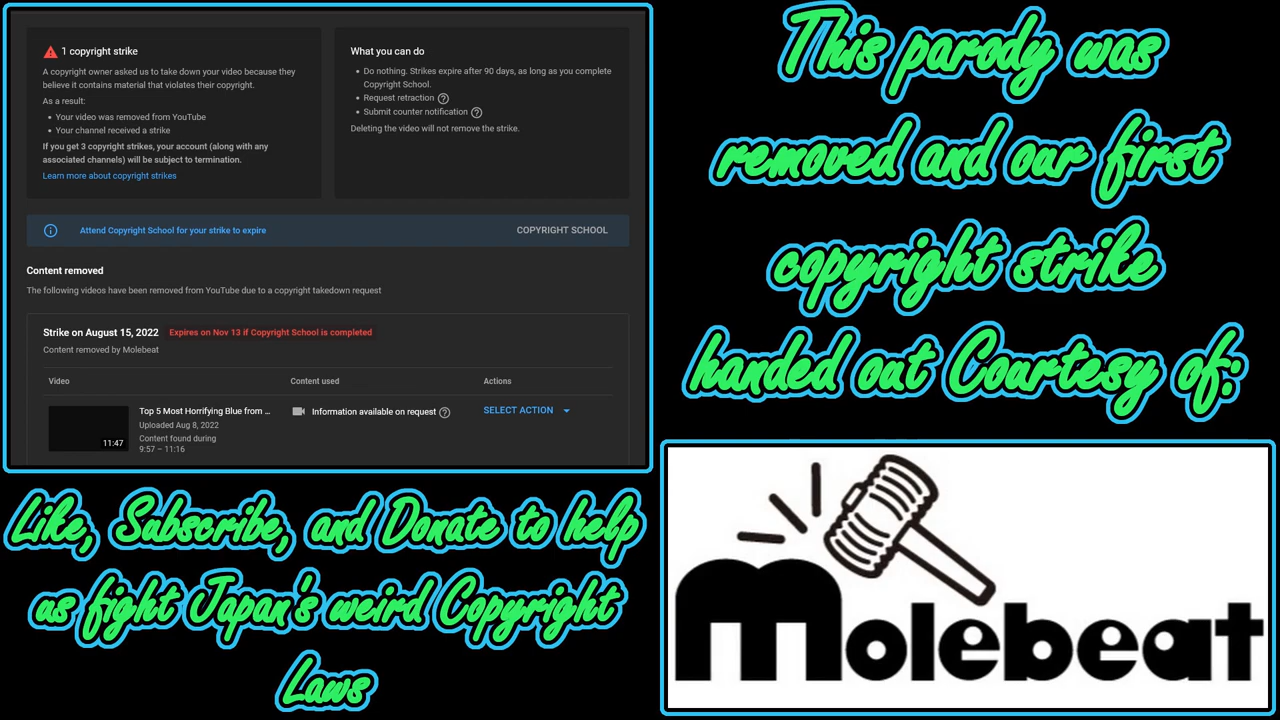 1 copyright strike
A copyright owner asked us to take down your video because they
believe it contains material that violates their copyright.
As a result:
• Your video was removed from YouTube
• Your channel received a strike
If you get 3 copyright strikes, your account (along with any
associated channels) will be subject to termination.
Learn more about copyright strikes
What you can do
• Do nothing. Strikes expire after 90 days, as long as you complete
Copyright School.
• Request retraction ?
• Submit counter notification ?
Deleting the video will not remove the strike.
Attend Copyright School for your strike to expire
COPYRIGHT SCHOOL
Content removed
The following videos have been removed from YouTube due to a copyright takedown request
Strike on August 15, 2022 Expires on Nov 13 if Copyright School is completed
Content removed by Molebeat
Video Content used Actions
11:47
Top 5 Most Horrifying Blue from ...
Uploaded Aug 8, 2022
Content found during
9:57 – 11:16
Information available on request ?
SELECT ACTION
This parody was
removed and our first
copyright strike
handed out Courtesy of:
Molebeat
Like, Subscribe, and Donate to help
us fight Japan's weird Copyright
Laws